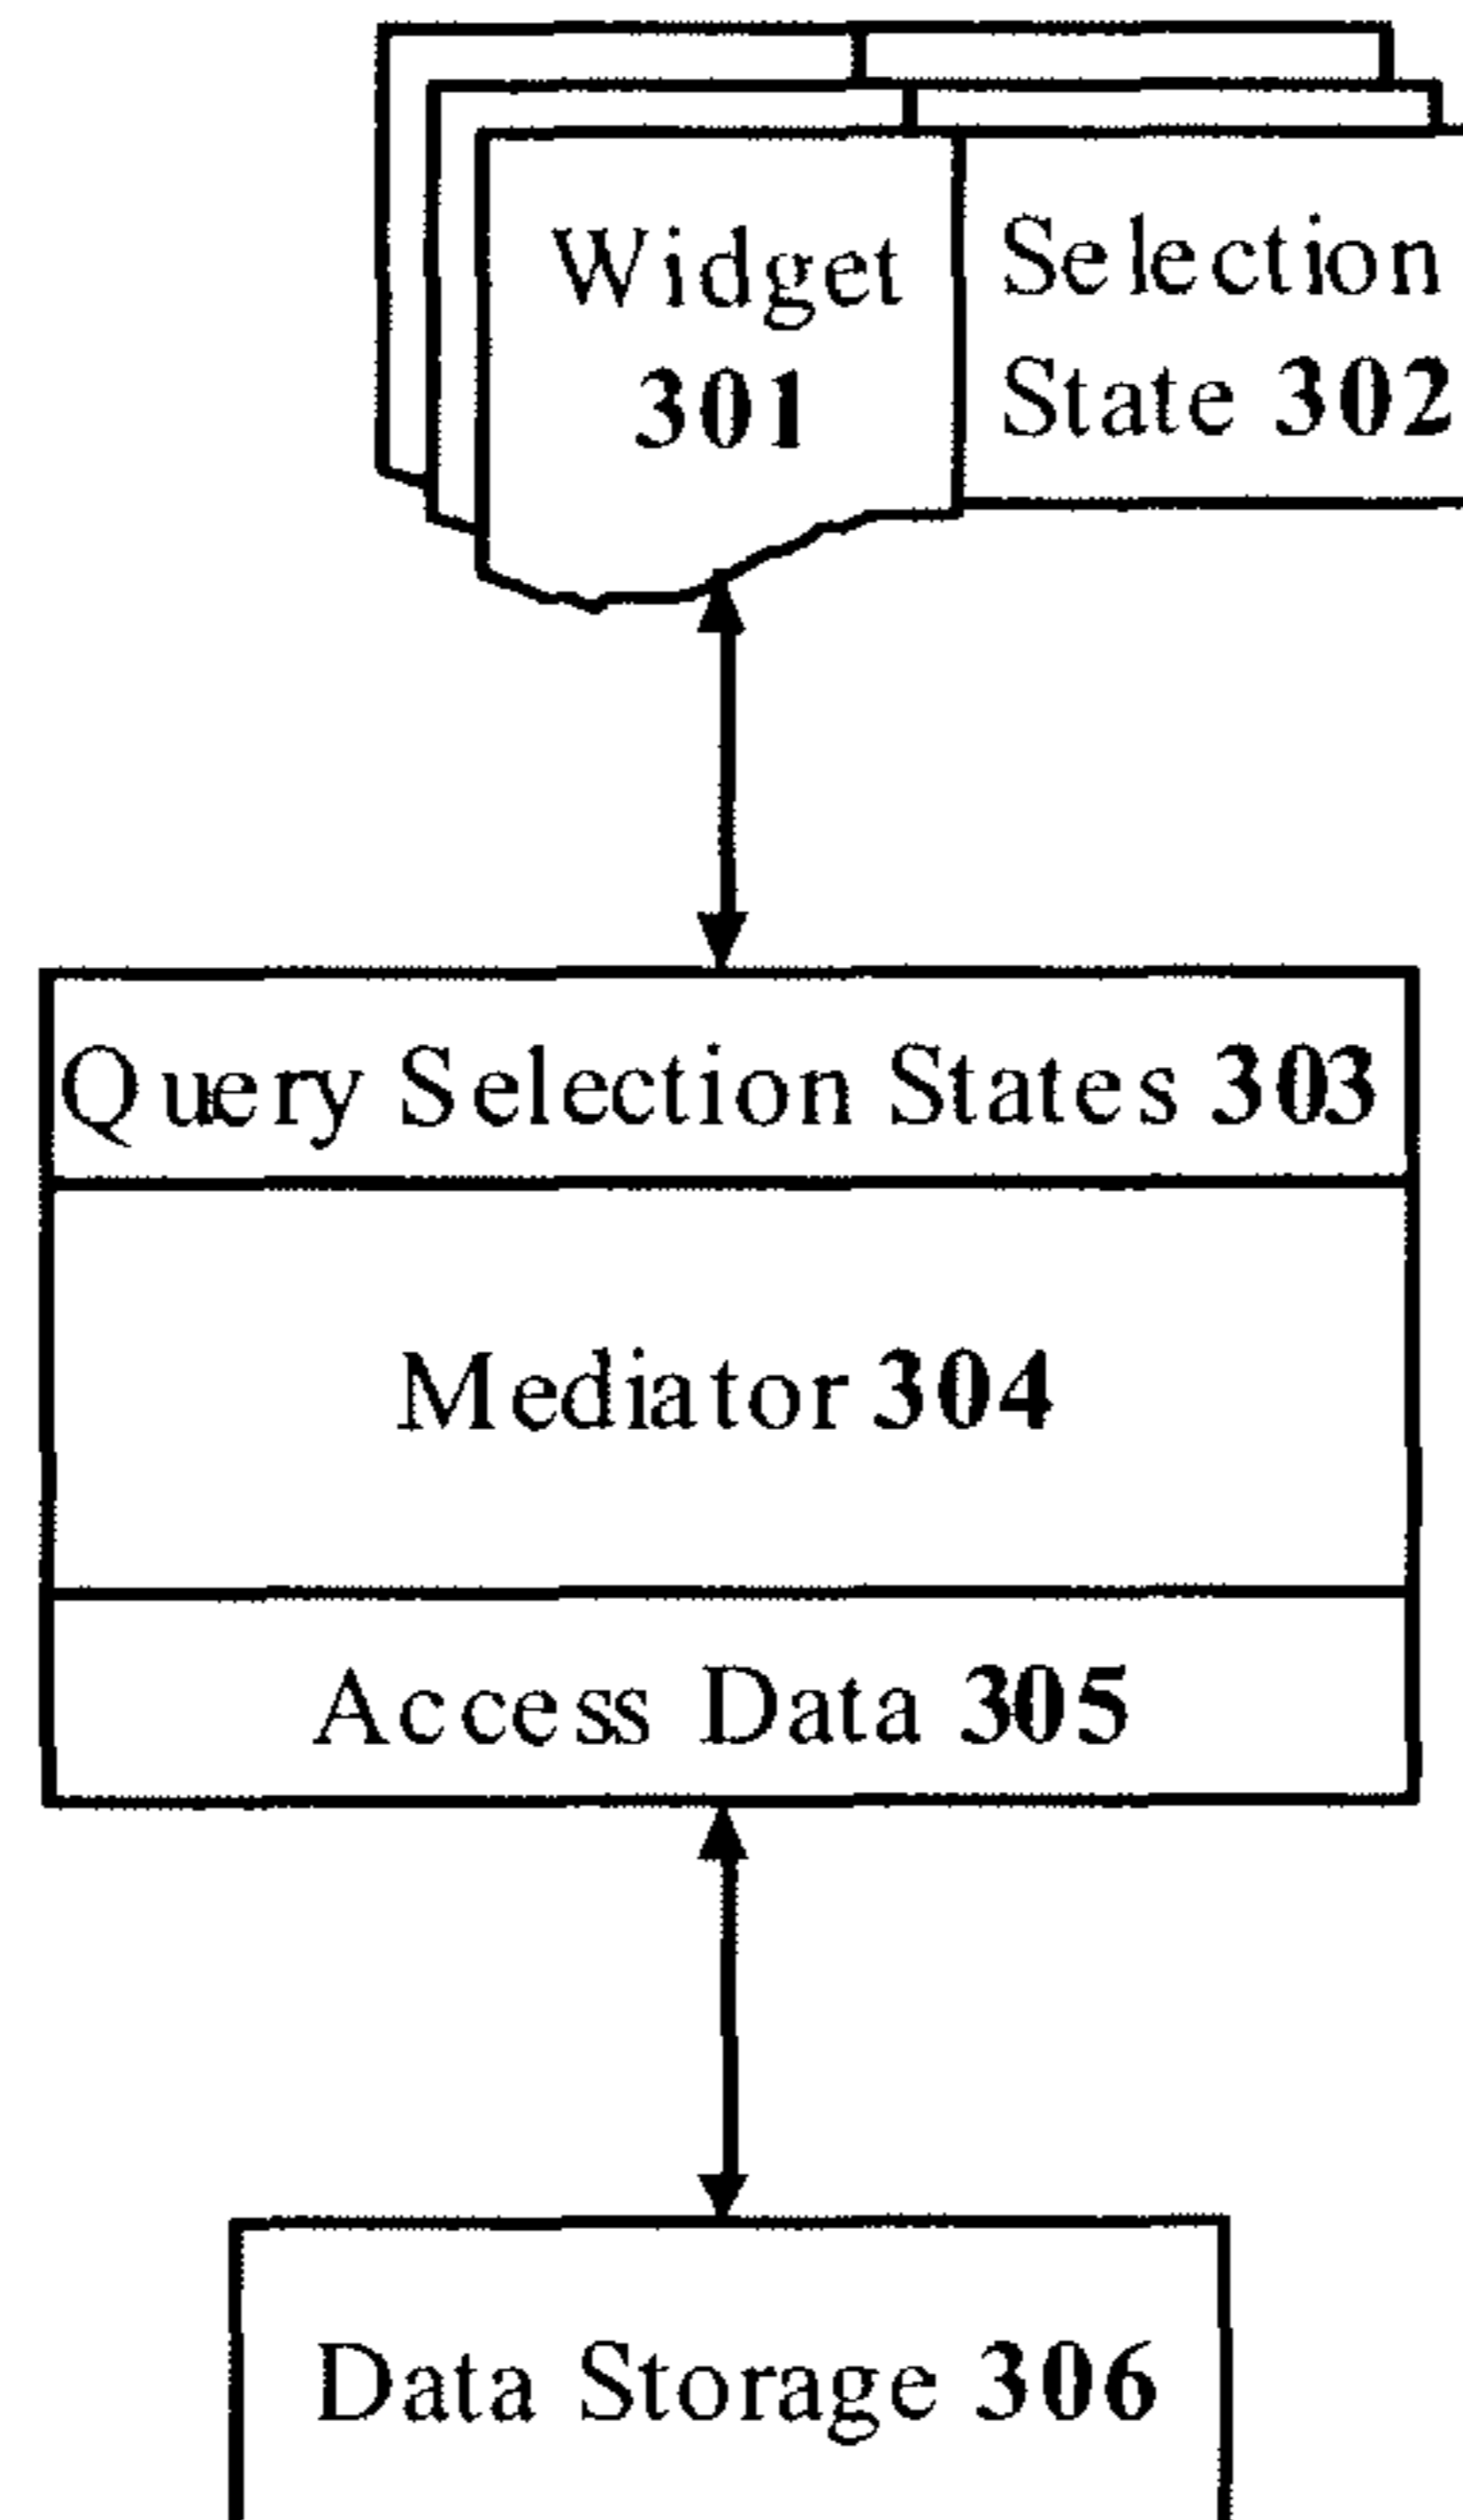 Widget
301
Selection
State 302
Query Selection States 303
Mediator 304
Access Data 305
Data Storage 306